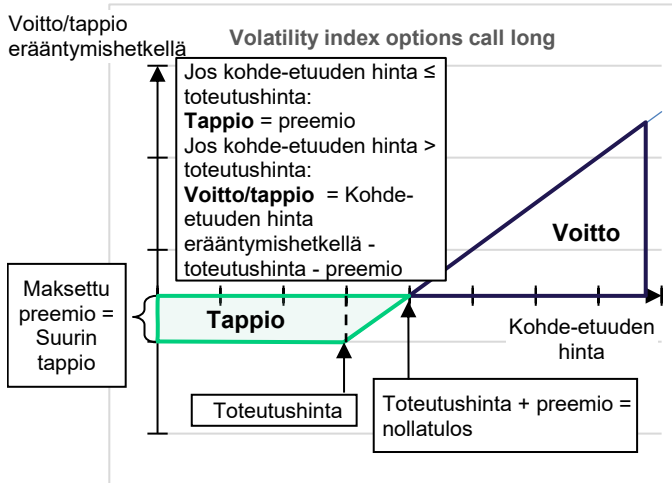 Voitto/tappio
erääntymishetkellä
Volatility index options call long
Jos kohde-etuuden hinta ≤
toteutushinta:
Tappio = preemio
Jos kohde-etuuden hinta >
toteutushinta:
Voitto/tappio = Kohde-
etuuden hinta
erääntymishetkellä -
toteutushinta - preemio
Voitto
Maksettu
preemio =
Suurin
tappio
Tappio
Kohde-etuuden
hinta
Toteutushinta
Toteutushinta + preemio =
nollatulos